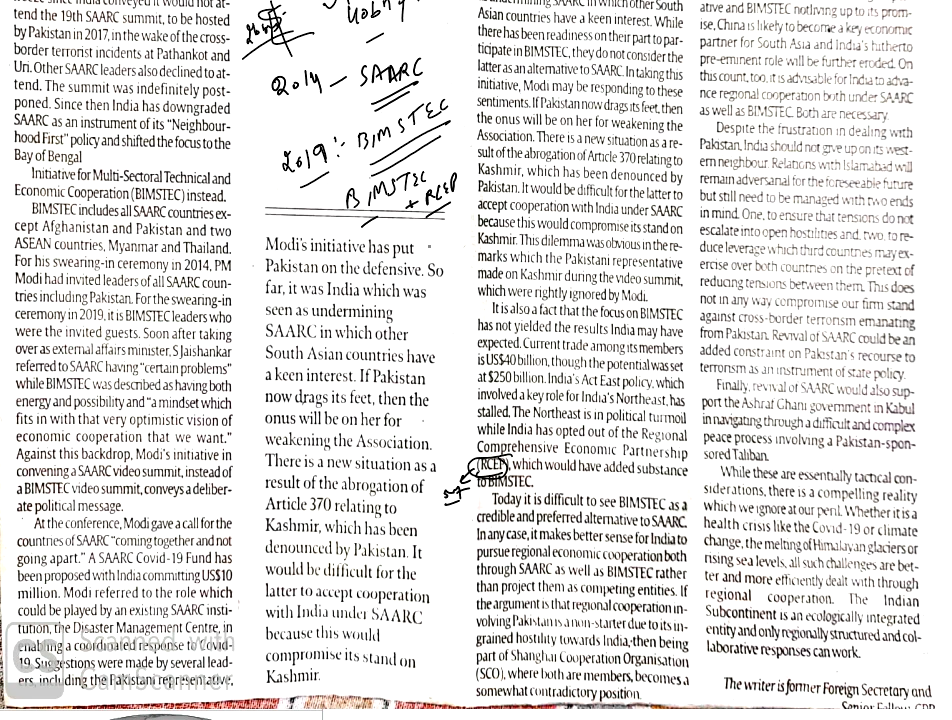 tend the 19th SAARC summit, to be hosted
by Pakistan in 2017, in the wake of the cross-
border terrorist incidents at Pathankot and
Uri. Other SAARC leaders also declined to at-
tend. The summit was indefinitely post-
poned. Since then India has downgraded
SAARC as an instrument of its "Neighbour-
hood First" policy and shifted the focus to the
Bay of Bengal
Initiative for Multi-Sectoral Technical and
Economic Cooperation (BIMSTEC) instead.
BIMSTEC includes all SAARC countries ex-
cept Afghanistan and Pakistan and two
ASEAN countries, Myanmar and Thailand.
For his swearing-in ceremony in 2014, PM
Modi had invited leaders of all SAARC coun-
tries including Pakistan. For the swearing-in
ceremony in 2019, it is BIMSTEC leaders who
were the invited guests. Soon after taking
over as external affairs minister, S Jaishankar
referred to SAARC having "certain problems"
while BIMSTEC was described as having both
energy and possibility and "a mindset which
fits in with that very optimistic vision of
economic cooperation that we want."
Against this backdrop, Modi's initiative in
convening a SAARC video summit, instead of
a BIMSTEC video summit, conveys a deliber-
ate political message.
At the conference, Modi gave a call for the
countries of SAARC "coming together and not
going apart." A SAARC Covid-19 Fund has
been proposed with India committing US$10
million. Modi referred to the role which
could be played by an existing SAARC insti-
tution, the Disaster Management Centre, in
enabling a coordinated response to Covid-
19. Suggestions were made by several lead-
ers, including the Pakistani representative.
CS Scanned with
CamScanner
2014 – SAARC
2019 : BIMSTEC
BIMSTEC
+ RCEP
Modi's initiative has put
Pakistan on the defensive. So
far, it was India which was
seen as undermining
SAARC in which other
South Asian countries have
a keen interest. If Pakistan
now drags its feet, then the
onus will be on her for
weakening the Association.
There is a new situation as a
result of the abrogation of
Article 370 relating to
Kashmir, which has been
denounced by Pakistan. It
would be difficult for the
latter to accept cooperation
with India under SAARC
because this would
compromise its stand on
Kashmir.
undermining SAARC in which other South
Asian countries have a keen interest. While
there has been readiness on their part to par-
ticipate in BIMSTEC, they do not consider the
latter as an alternative to SAARC. In taking this
initiative, Modi may be responding to these
sentiments. If Pakistan now drags its feet, then
the onus will be on her for weakening the
Association. There is a new situation as a re-
sult of the abrogation of Article 370 relating to
Kashmir, which has been denounced by
Pakistan. It would be difficult for the latter to
accept cooperation with India under SAARC
because this would compromise its stand on
Kashmir. This dilemma was obvious in the re-
marks which the Pakistani representative
made on Kashmir during the video summit,
which were rightly ignored by Modi.
It is also a fact that the focus on BIMSTEC
has not yielded the results India may have
expected. Current trade among its members
is US$40 billion, though the potential was set
at $250 billion. India's Act East policy, which
involved a key role for India's Northeast, has
stalled. The Northeast is in political turmoil
while India has opted out of the Regional
Comprehensive Economic Partnership
(RCEP), which would have added substance
to BIMSTEC.
Today it is difficult to see BIMSTEC as a
credible and preferred alternative to SAARC.
In any case, it makes better sense for India to
pursue regional economic cooperation both
through SAARC as well as BIMSTEC rather
than project them as competing entities. If
the argument is that regional cooperation in-
volving Pakistan is a non-starter due to its in-
grained hostility towards India, then being
part of Shanghai Cooperation Organisation
(SCO), where both are members, becomes a
somewhat contradictory position.
ative and BIMSTEC not living up to its prom-
ise, China is likely to become a key economic
partner for South Asia and India's hitherto
pre-eminent role will be further eroded. On
this count, too, it is advisable for India to adva-
nce regional cooperation both under SAARC
as well as BIMSTEC. Both are necessary.
Despite the frustration in dealing with
Pakistan, India should not give up on its west-
ern neighbour. Relations with Islamabad will
remain adversarial for the foreseeable future
but still need to be managed with two ends
in mind. One, to ensure that tensions do not
escalate into open hostilities and, two, to re-
duce leverage which third countries may ex-
ercise over both countries on the pretext of
reducing tensions between them. This does
not in any way compromise our firm stand
against cross-border terrorism emanating
from Pakistan. Revival of SAARC could be an
added constraint on Pakistan's recourse to
terrorism as an instrument of state policy.
Finally, revival of SAARC would also sup-
port the Ashraf Ghani government in Kabul
in navigating through a difficult and complex
peace process involving a Pakistan-spon-
sored Taliban.
While these are essentially tactical con-
siderations, there is a compelling reality
which we ignore at our peril. Whether it is a
health crisis like the Covid-19 or climate
change, the melting of Himalayan glaciers or
rising sea levels, all such challenges are bet-
ter and more efficiently dealt with through
regional cooperation. The Indian
Subcontinent is an ecologically integrated
entity and only regionally structured and col-
laborative responses can work.
The writer is former Foreign Secretary and
Senior Fellow, CPR